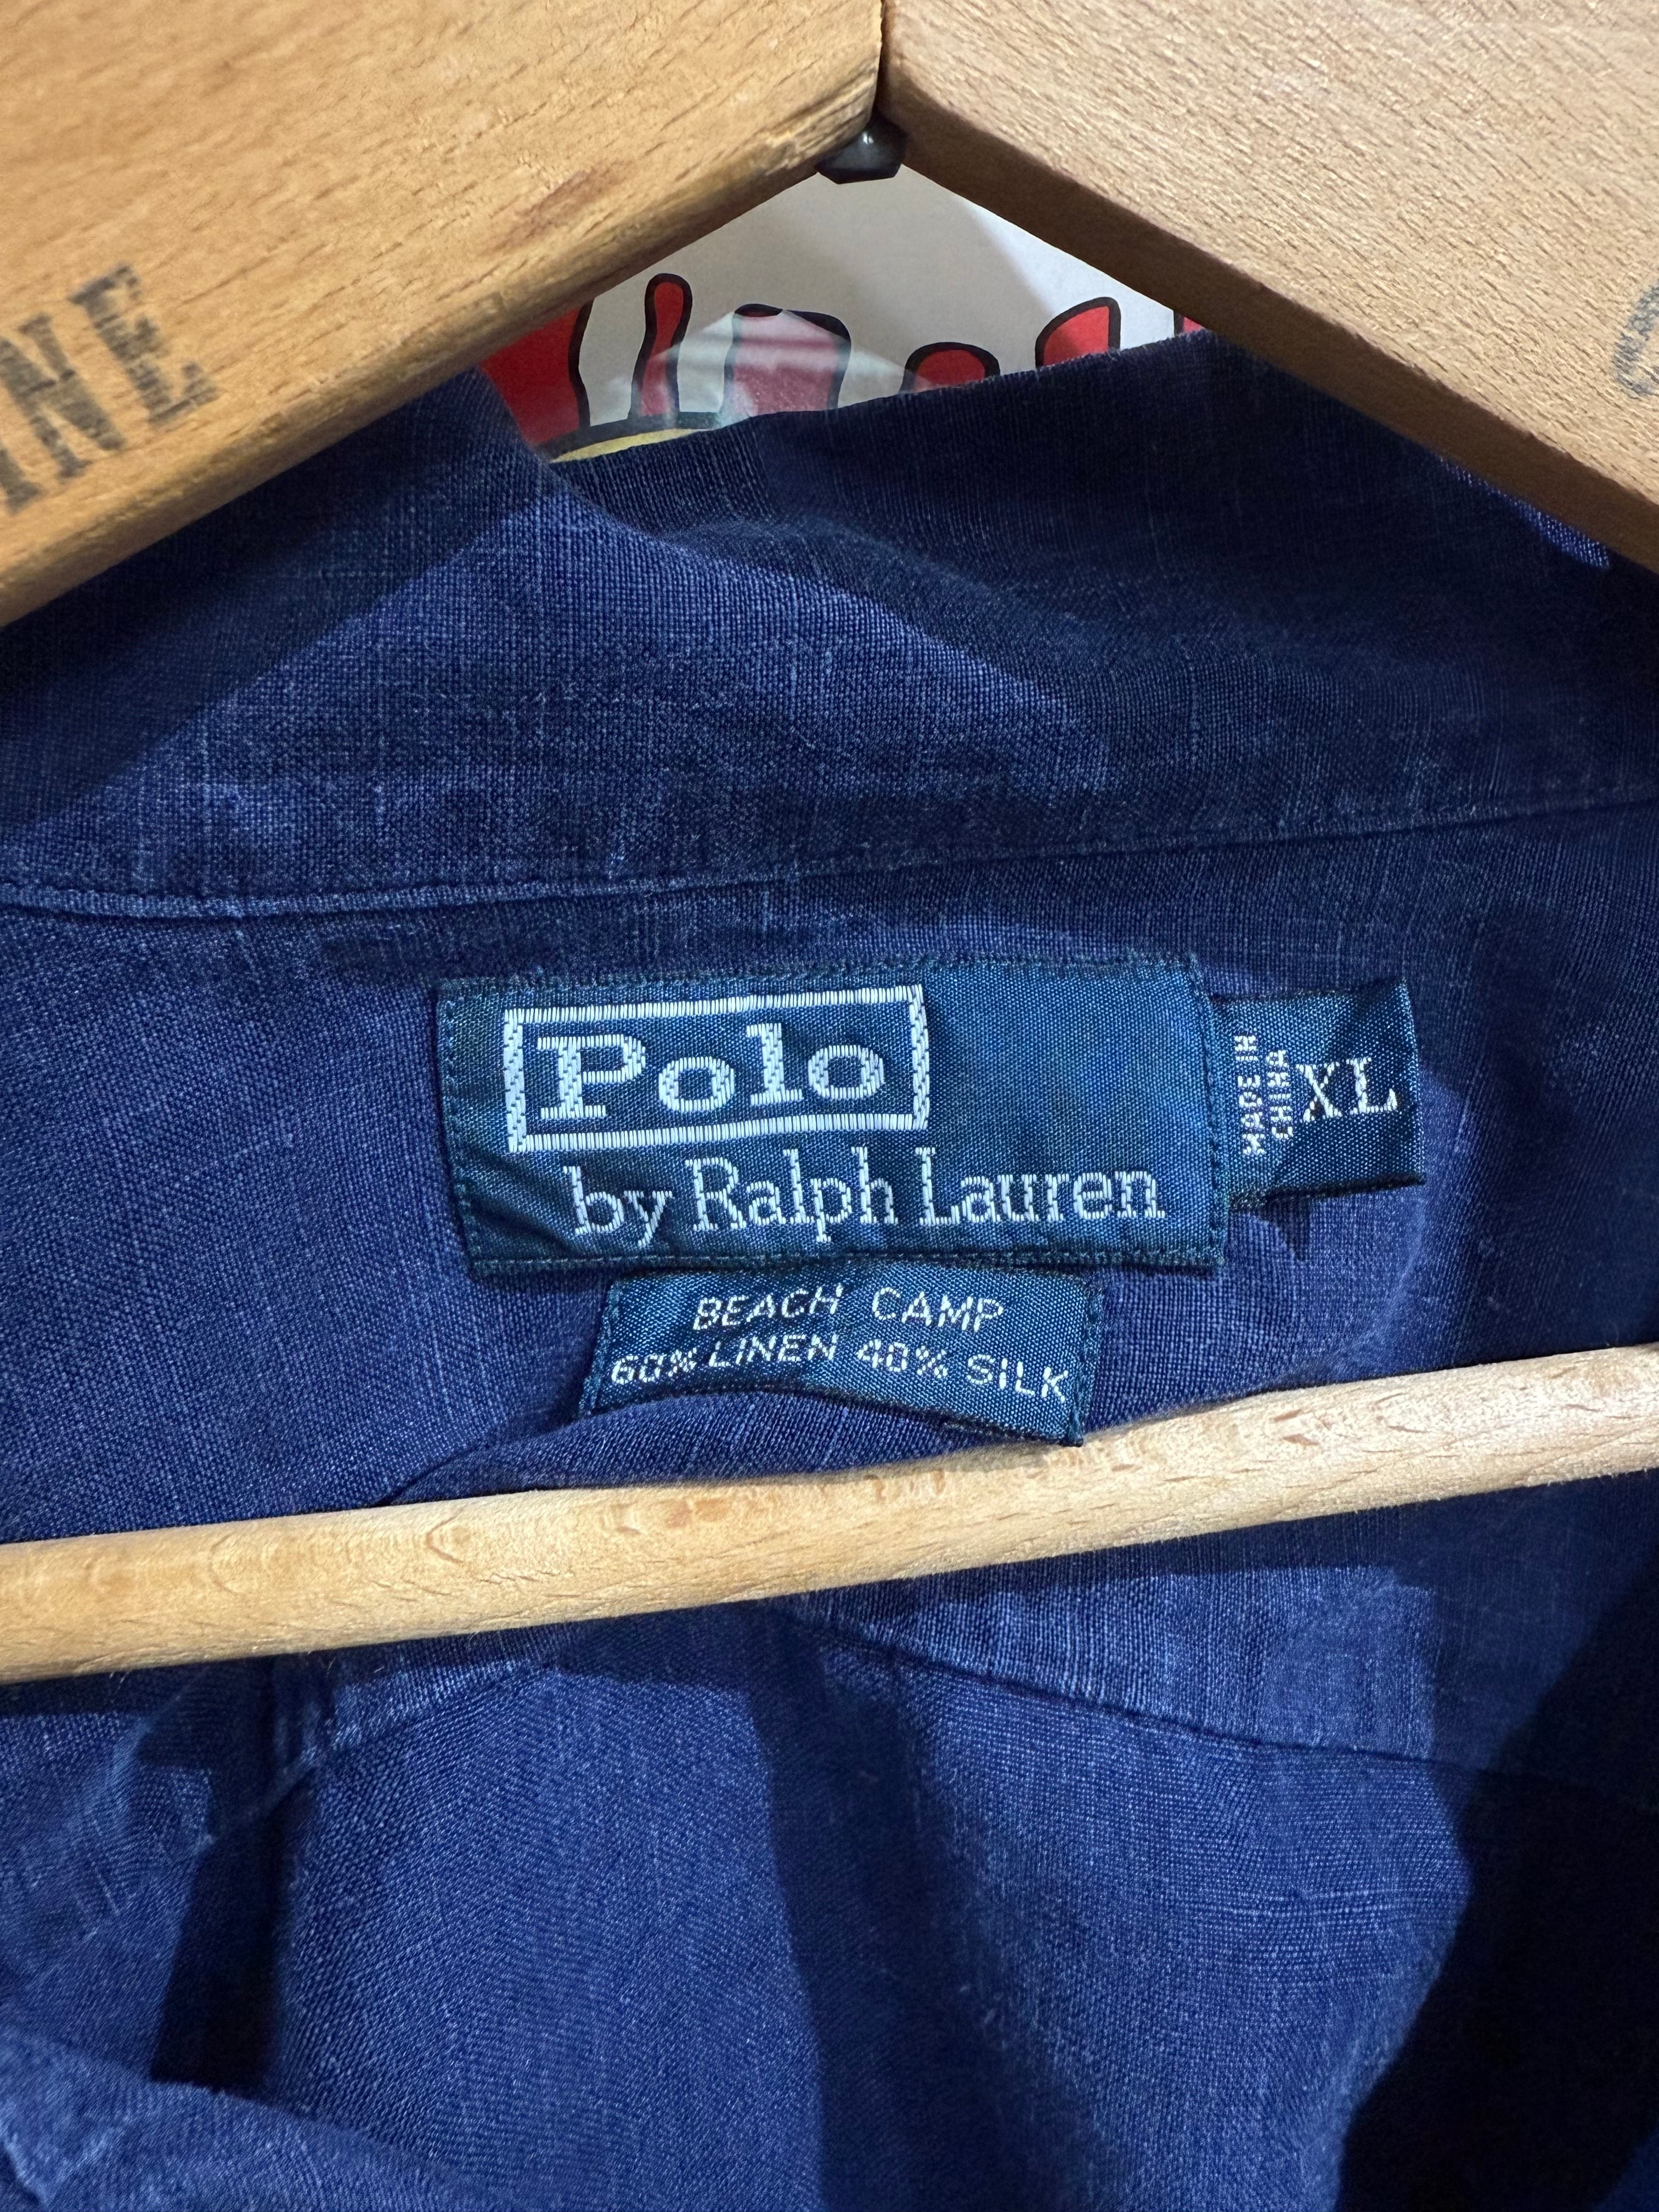 Polo
by Ralph Lauren
MADE IN
CHINA
XL
BEACH CAMP
60% LINEN 40% SILK